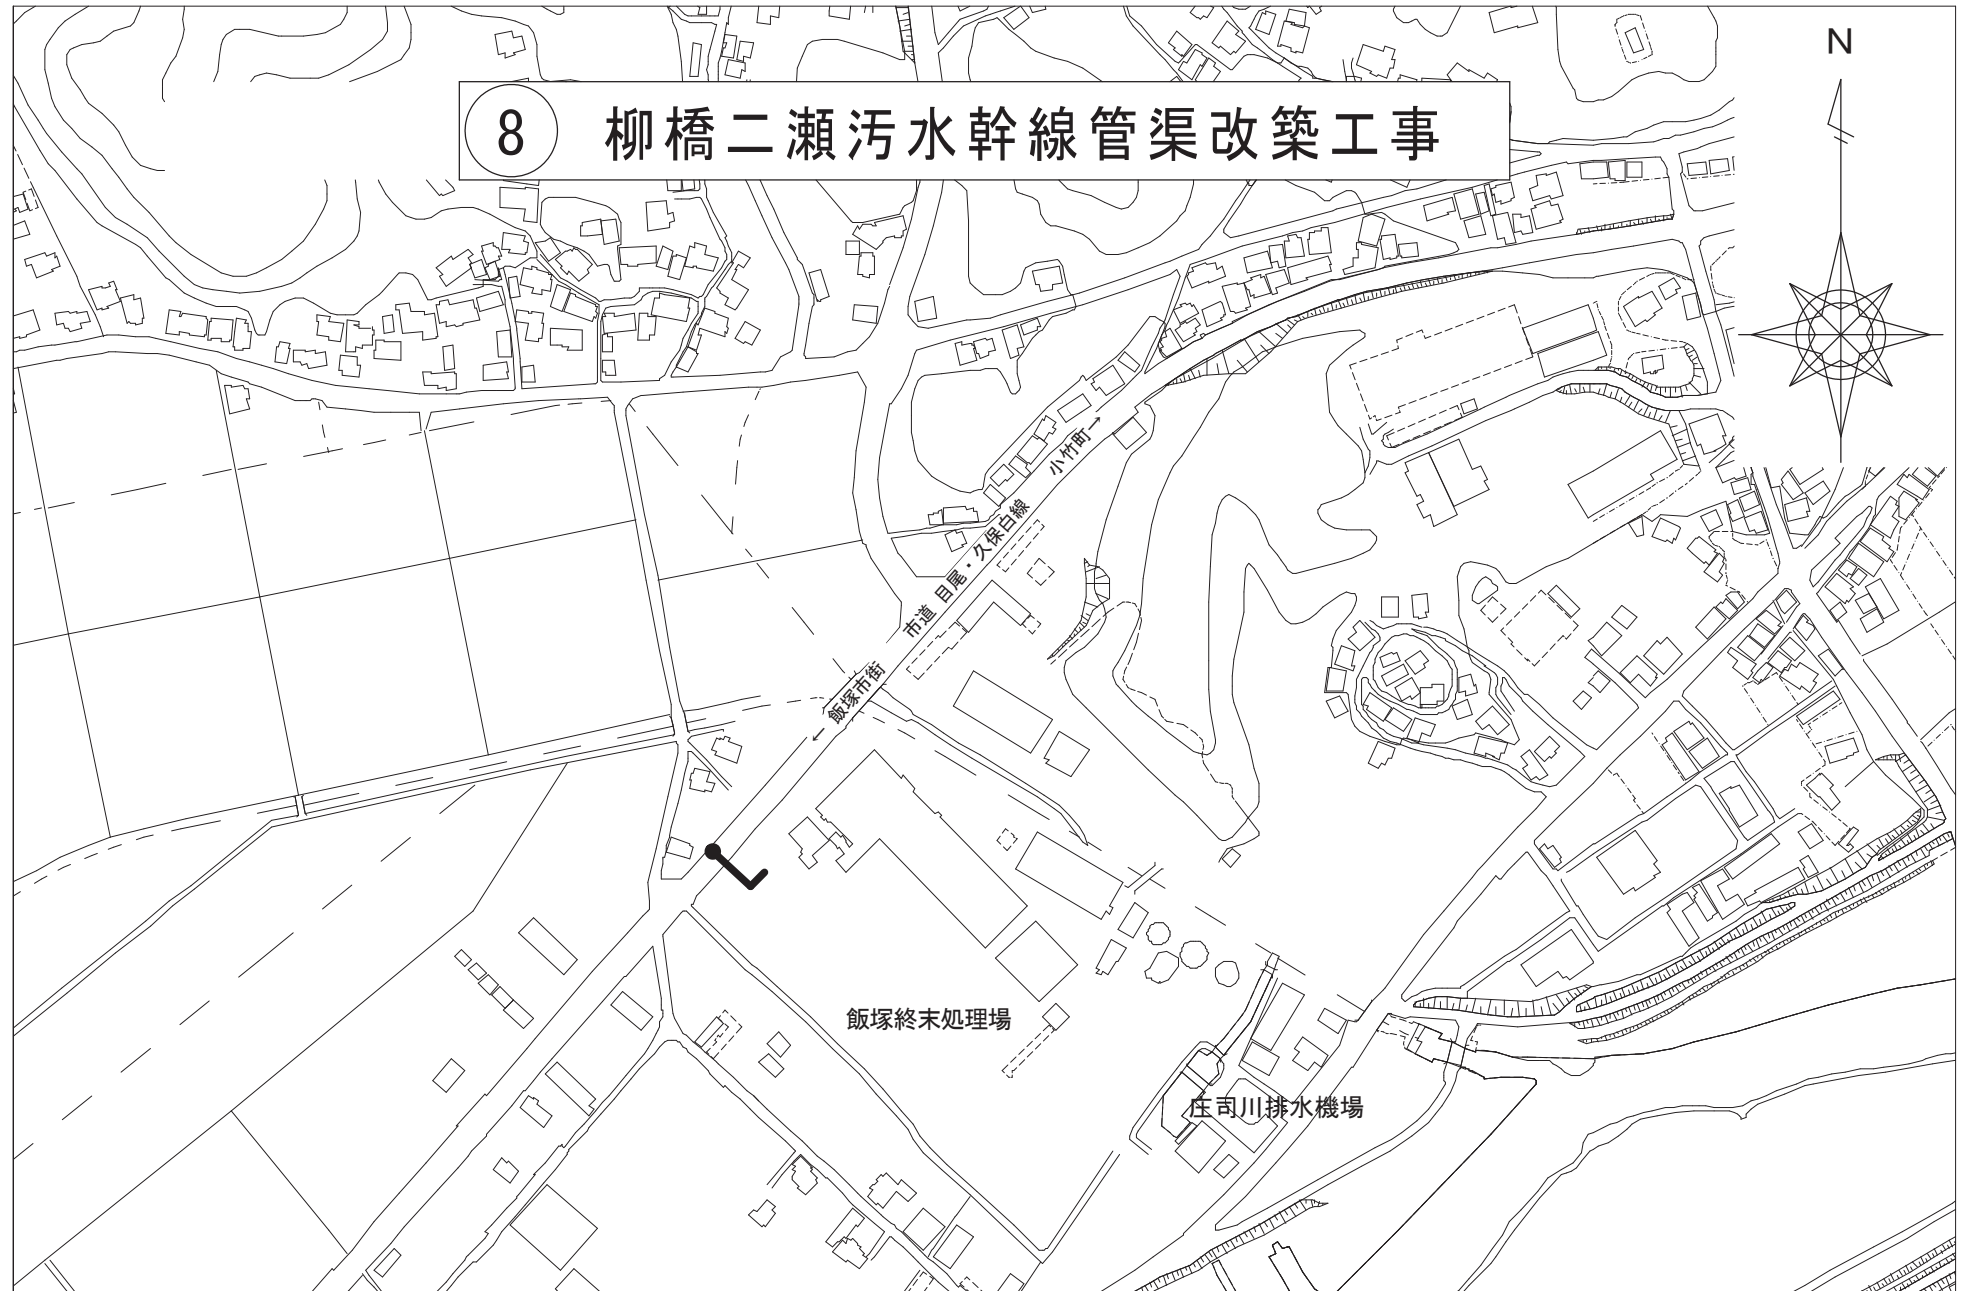 N
8 柳橋二瀬汚水幹線管渠改築工事
小竹町→
市道 目尾・久保白線
← 飯塚市街
飯塚終末処理場
庄司川排水機場